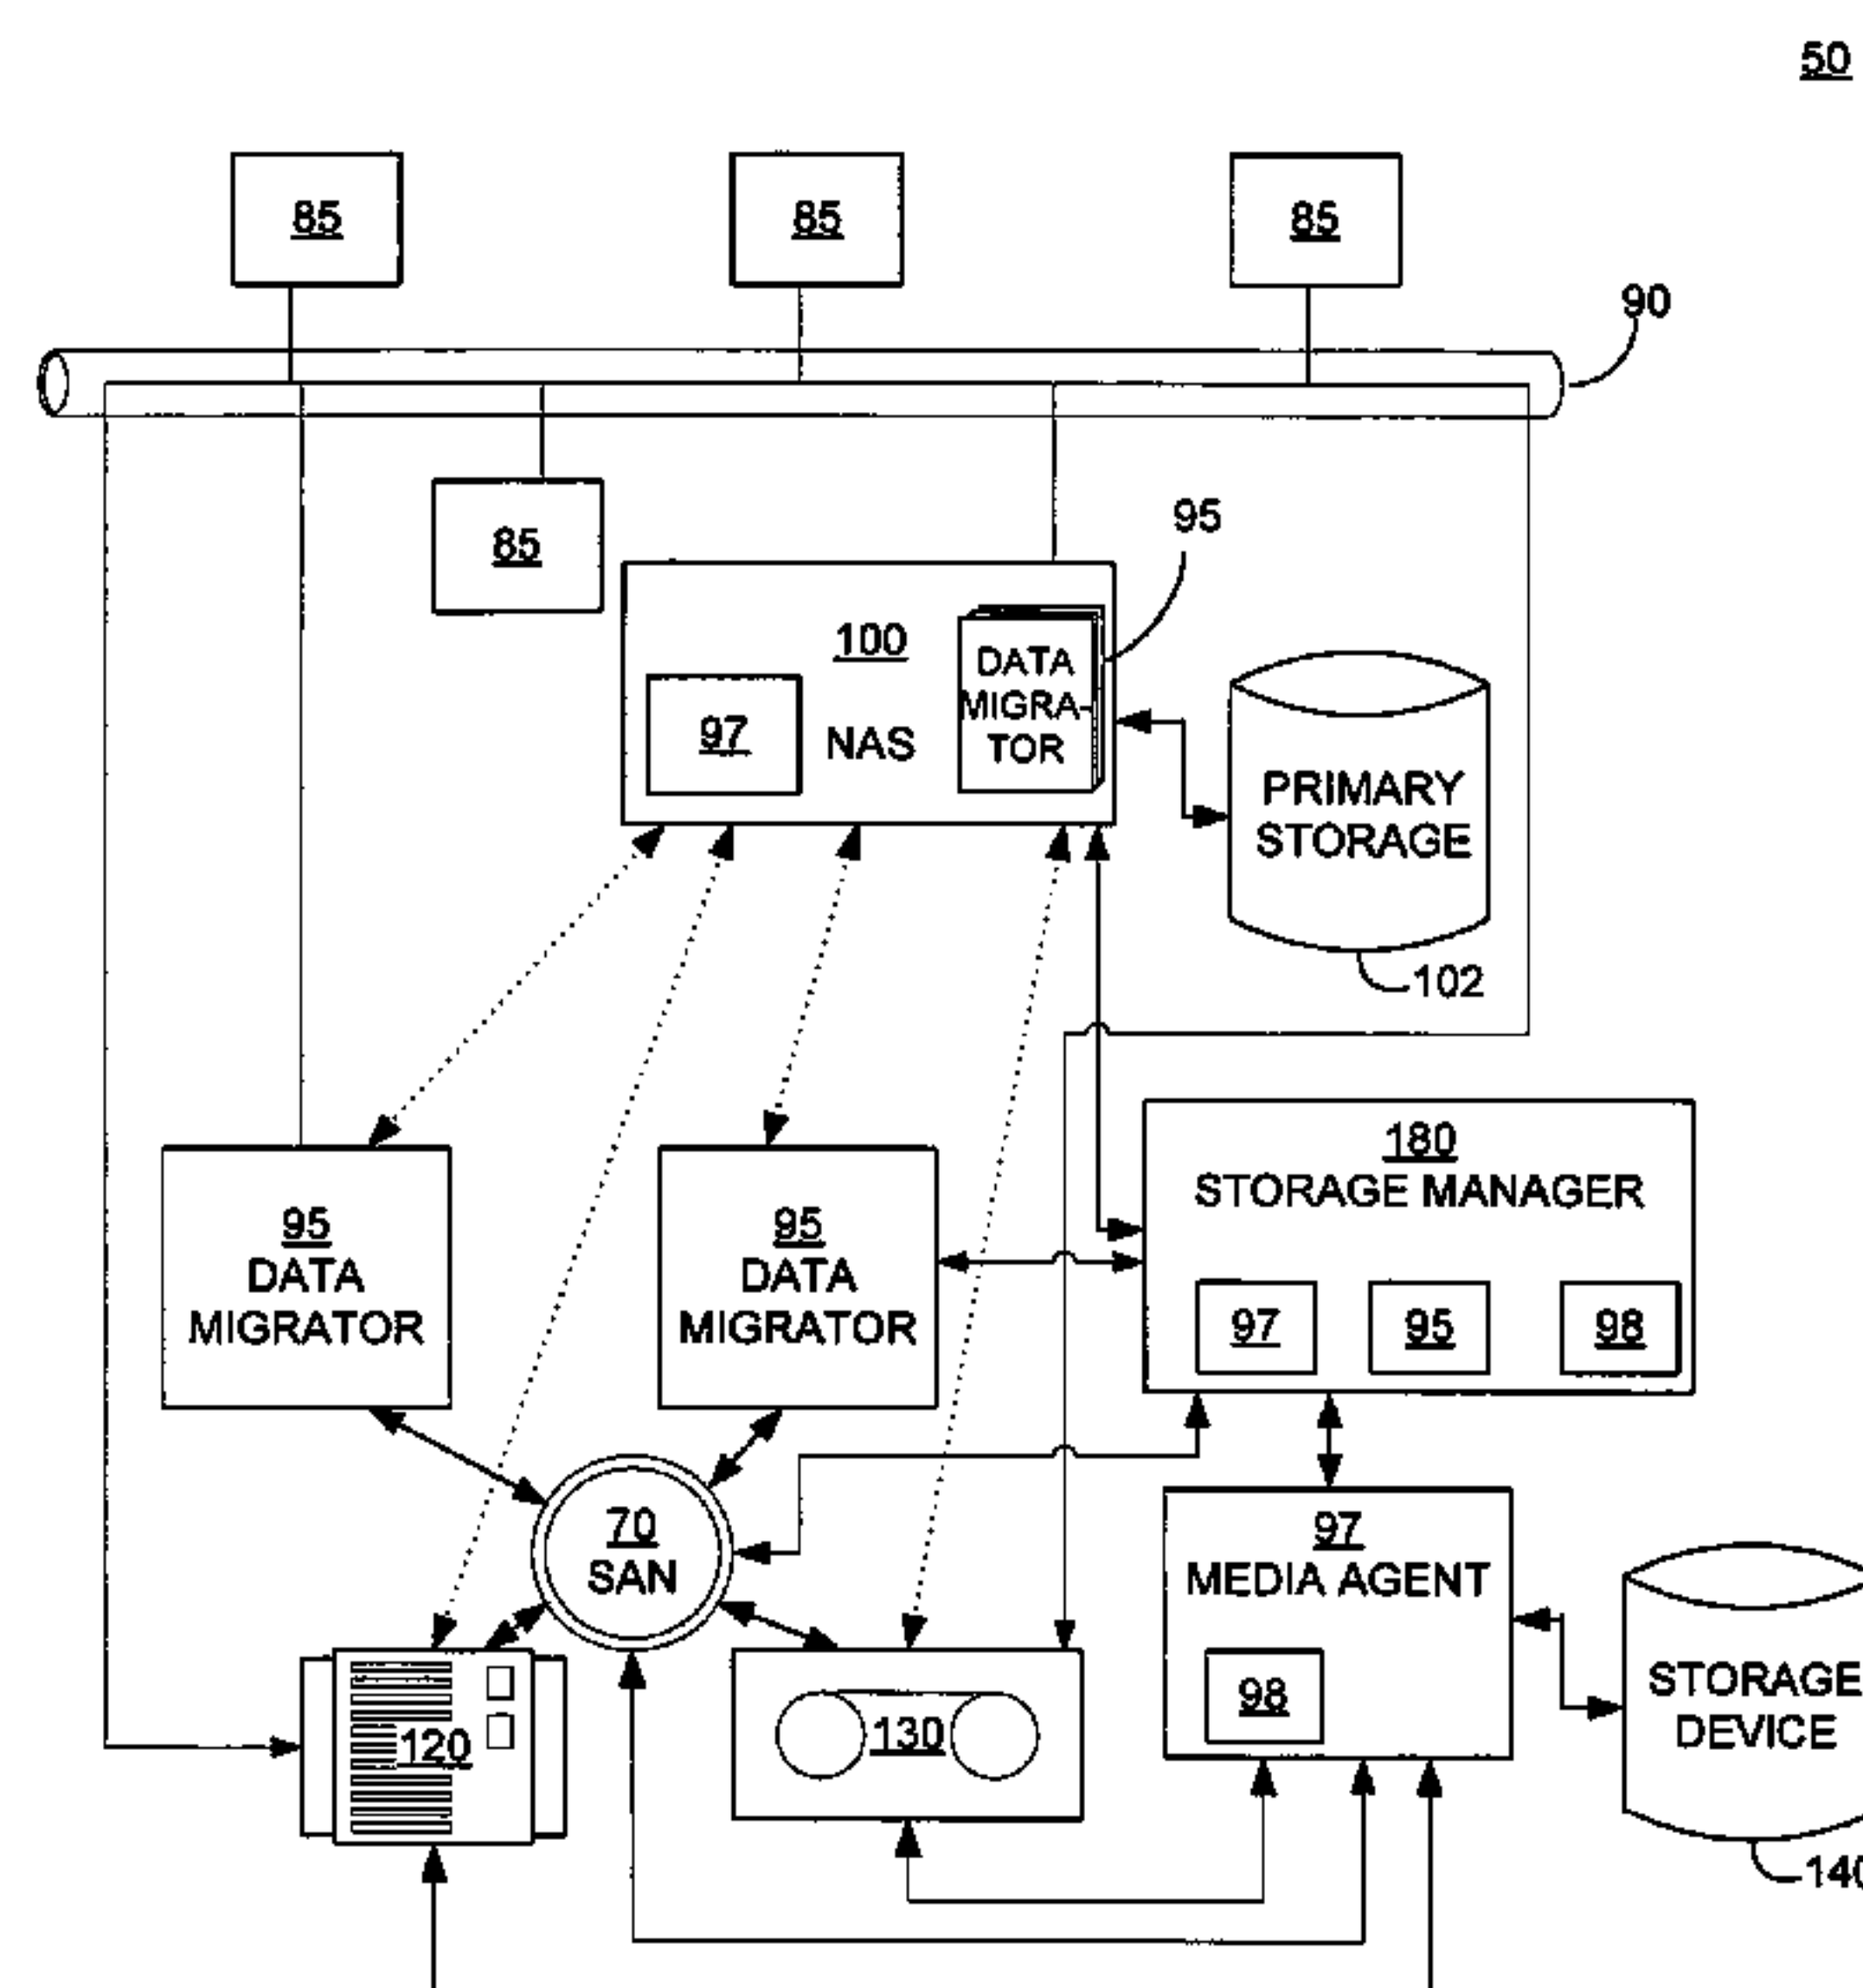 50
85
85
85
90
85
95
100
DATA
MIGRA-
TOR
97
NAS
PRIMARY
STORAGE
102
180
STORAGE MANAGER
95
DATA
MIGRATOR
95
DATA
MIGRATOR
97
95
98
70
SAN
97
MEDIA AGENT
98
STORAGE
DEVICE
120
130
140